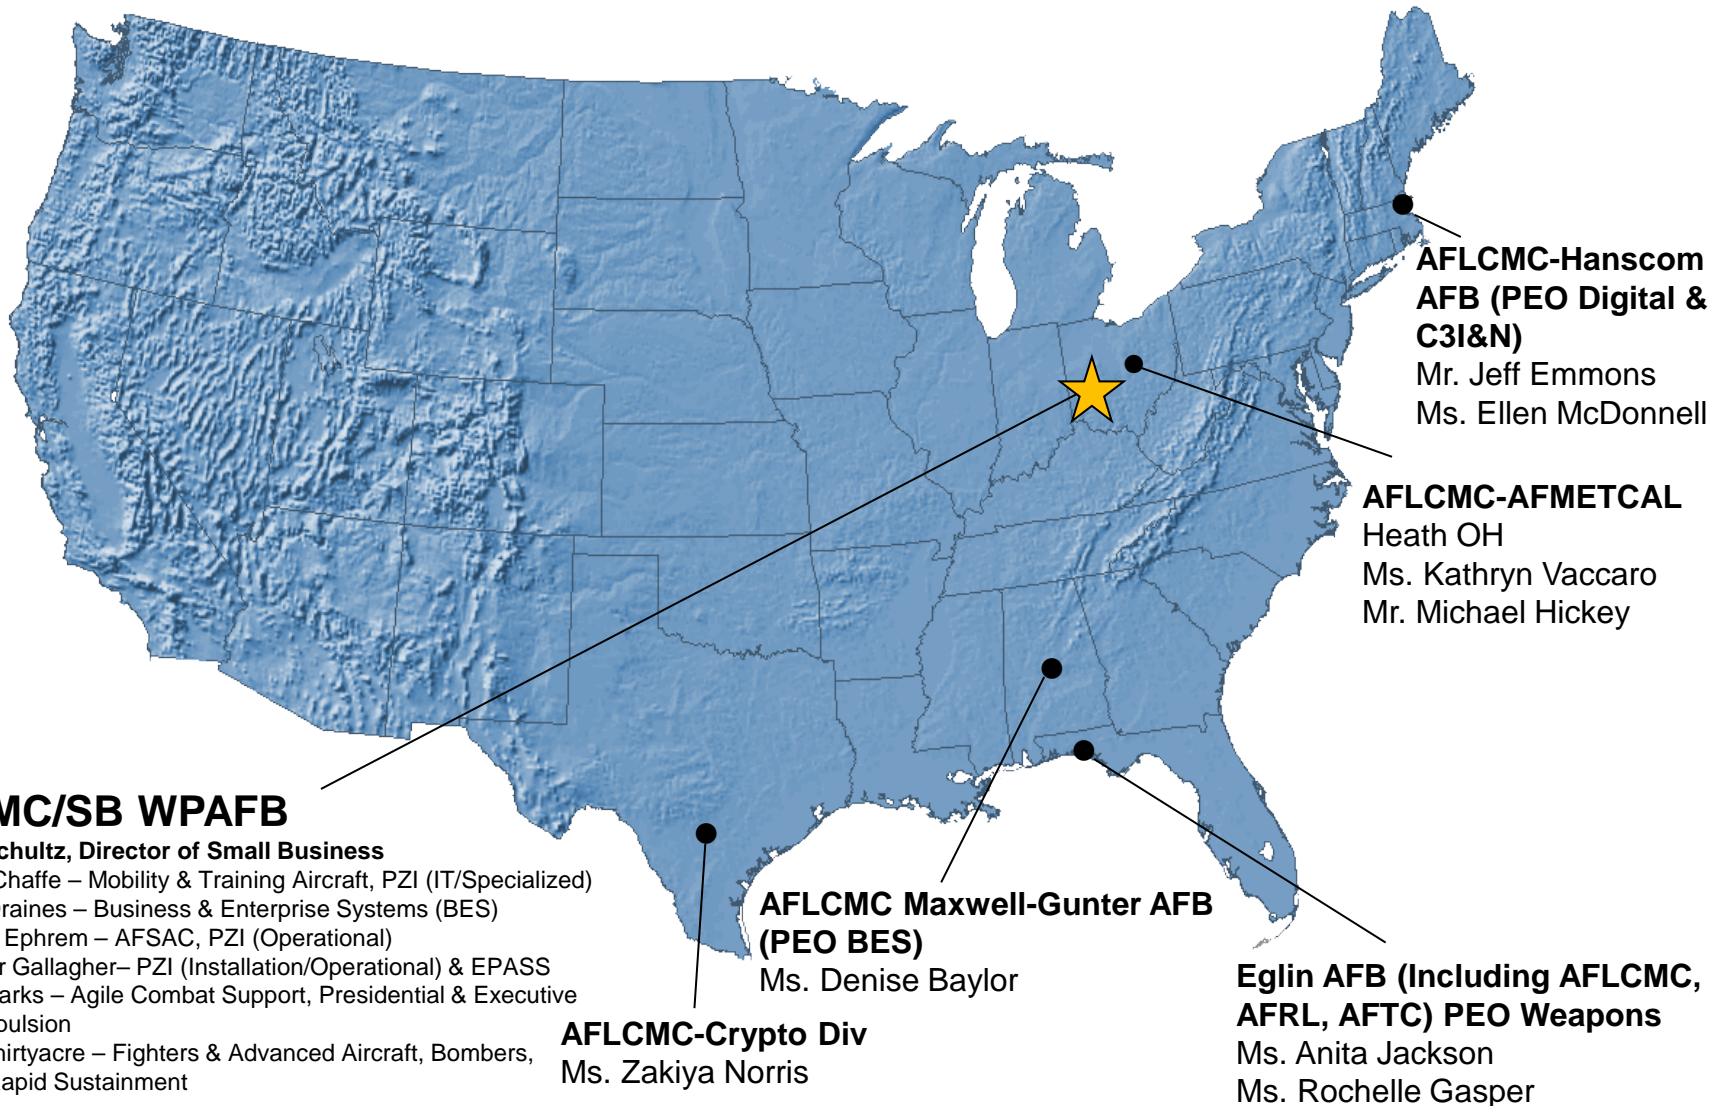 AFLCMC-Hanscom
AFB (PEO Digital &
C3I&N)
Mr. Jeff Emmons
Ms. Ellen McDonnell
AFLCMC-AFMETCAL
Heath OH
Ms. Kathryn Vaccaro
Mr. Michael Hickey
MC/SB WPAFB
chultz, Director of Small Business
Chaffe – Mobility & Training Aircraft, PZI (IT/Specialized)
raines – Business & Enterprise Systems (BES)
Ephrem – AFSAC, PZI (Operational)
r Gallagher– PZI (Installation/Operational) & EPASS
arks – Agile Combat Support, Presidential & Executive
oulsion
hirtyacre – Fighters & Advanced Aircraft, Bombers,
apid Sustainment
AFLCMC-Crypto Div
Ms. Zakiya Norris
AFLCMC Maxwell-Gunter AFB
(PEO BES)
Ms. Denise Baylor
Eglin AFB (Including AFLCMC,
AFRL, AFTC) PEO Weapons
Ms. Anita Jackson
Ms. Rochelle Gasper